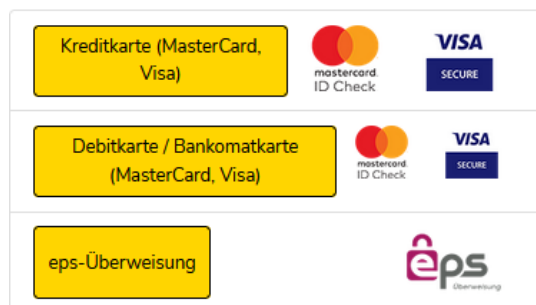 Kreditkarte (MasterCard,
Visa)
mastercard.
ID Check
VISA
SECURE
Debitkarte / Bankomatkarte
(MasterCard, Visa)
mastercard.
ID Check
VISA
SECURE
eps-Überweisung
eps
Überweisung